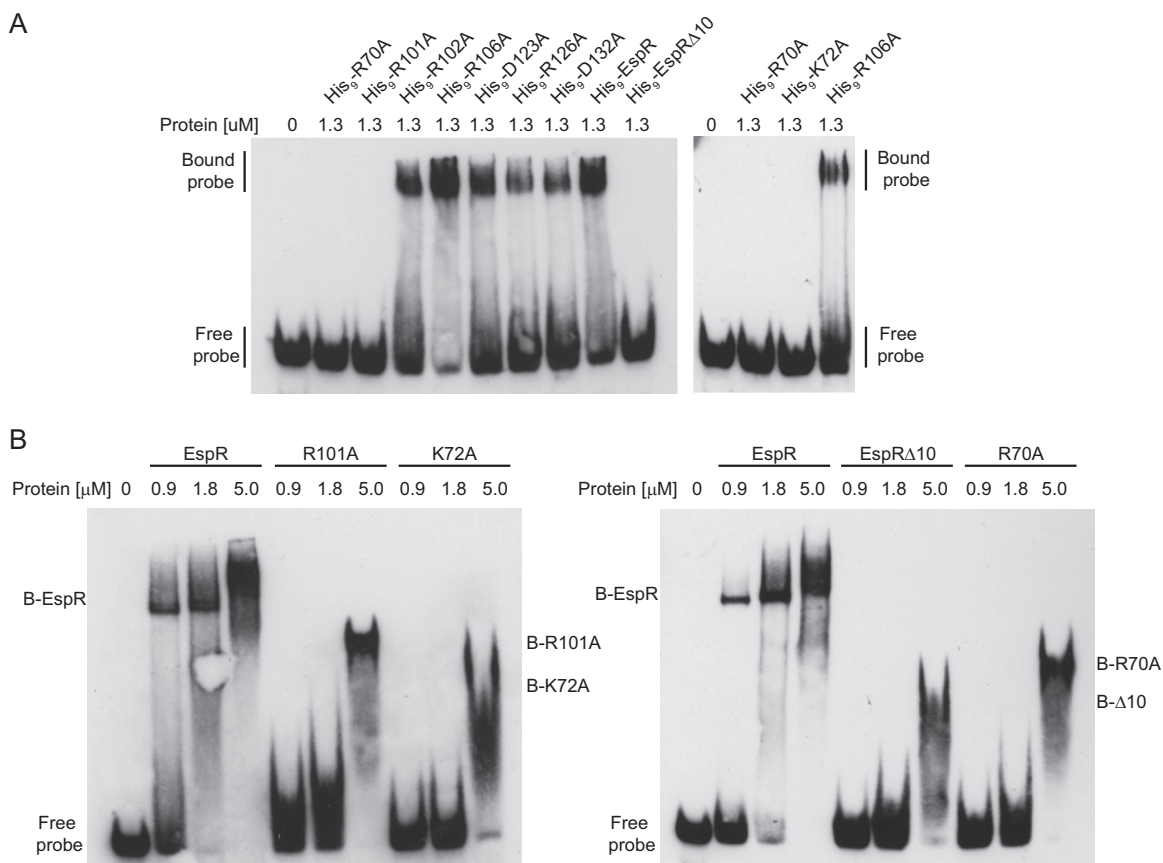 A
His9-R70A
His9-R101A
His9-R102A
His9-R106A
His9-D123A
His9-R126A
His9-D132A
His9-EspR
His9-EspRΔ10
His9-R70A
His9-K72A
His9-R106A
Protein [uM] 0 1.3 1.3 1.3 1.3 1.3 1.3 1.3 1.3 1.3 0 1.3 1.3 1.3
Bound probe
Bound probe
Free probe
Free probe
B
EspR R101A K72A
Protein [μM] 0 0.9 1.8 5.0 0.9 1.8 5.0 0.9 1.8 5.0
B-EspR
B-R101A
B-K72A
Free probe
EspR EspRΔ10 R70A
Protein [μM] 0 0.9 1.8 5.0 0.9 1.8 5.0 0.9 1.8 5.0
B-EspR
B-R70A
B-Δ10
Free probe